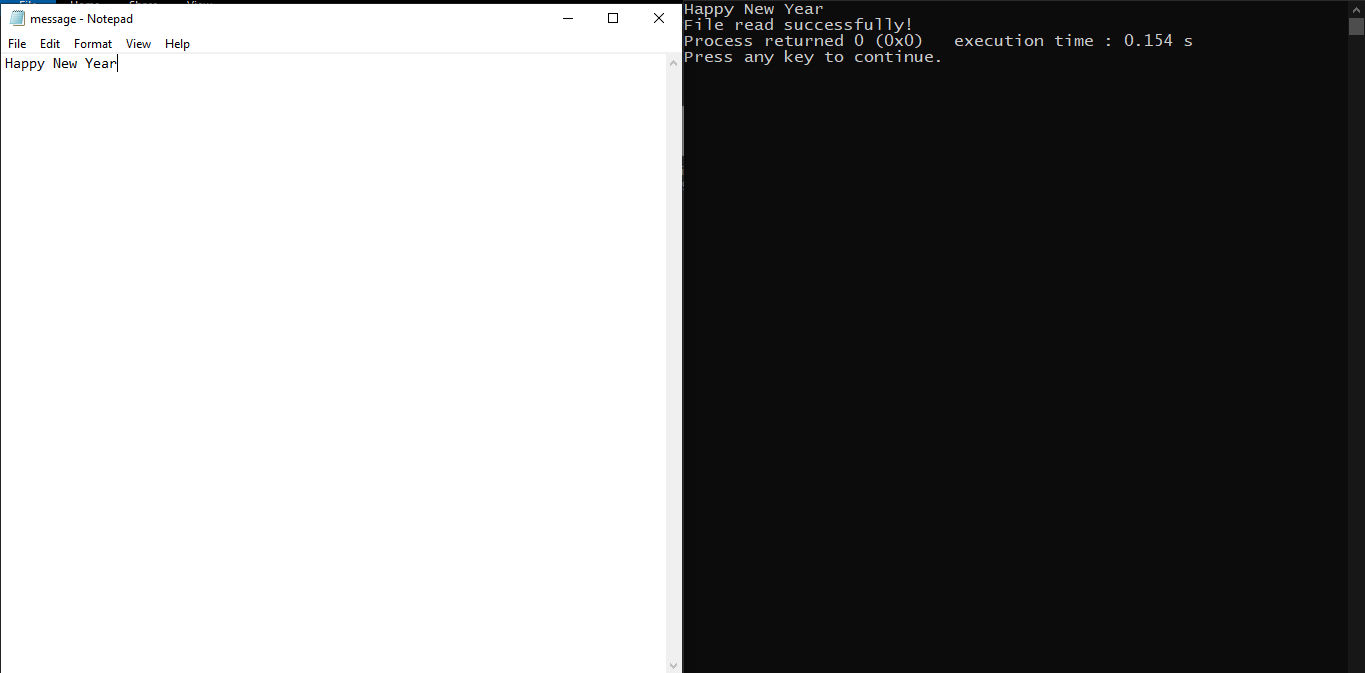 message - Notepad
File Edit Format View Help
Happy New Year
Happy New Year
File read successfully!
Process returned 0 (0x0)   execution time : 0.154 s
Press any key to continue.